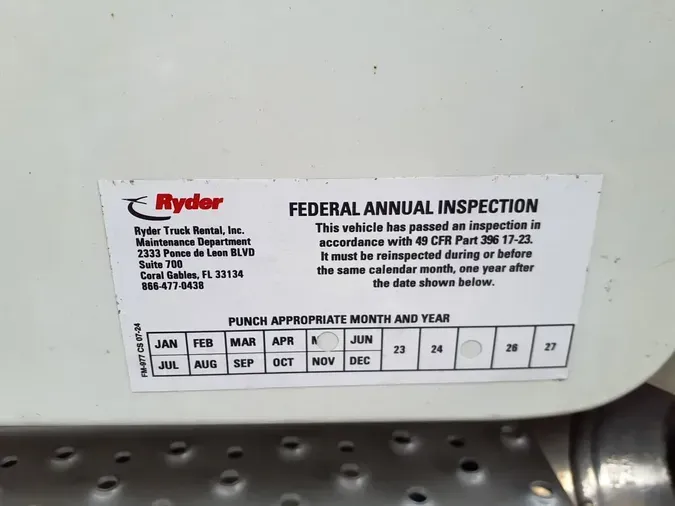 Ryder
Ryder Truck Rental, Inc.
Maintenance Department
2333 Ponce de Leon BLVD
Suite 700
Coral Gables, FL 33134
866-477-0438
FEDERAL ANNUAL INSPECTION
This vehicle has passed an inspection in
accordance with 49 CFR Part 396 17-23.
It must be reinspected during or before
the same calendar month, one year after
the date shown below.
PUNCH APPROPRIATE MONTH AND YEAR
FM-977 CS 07-24
JAN FEB MAR APR JUN 23 24 26 27
JUL AUG SEP OCT NOV DEC